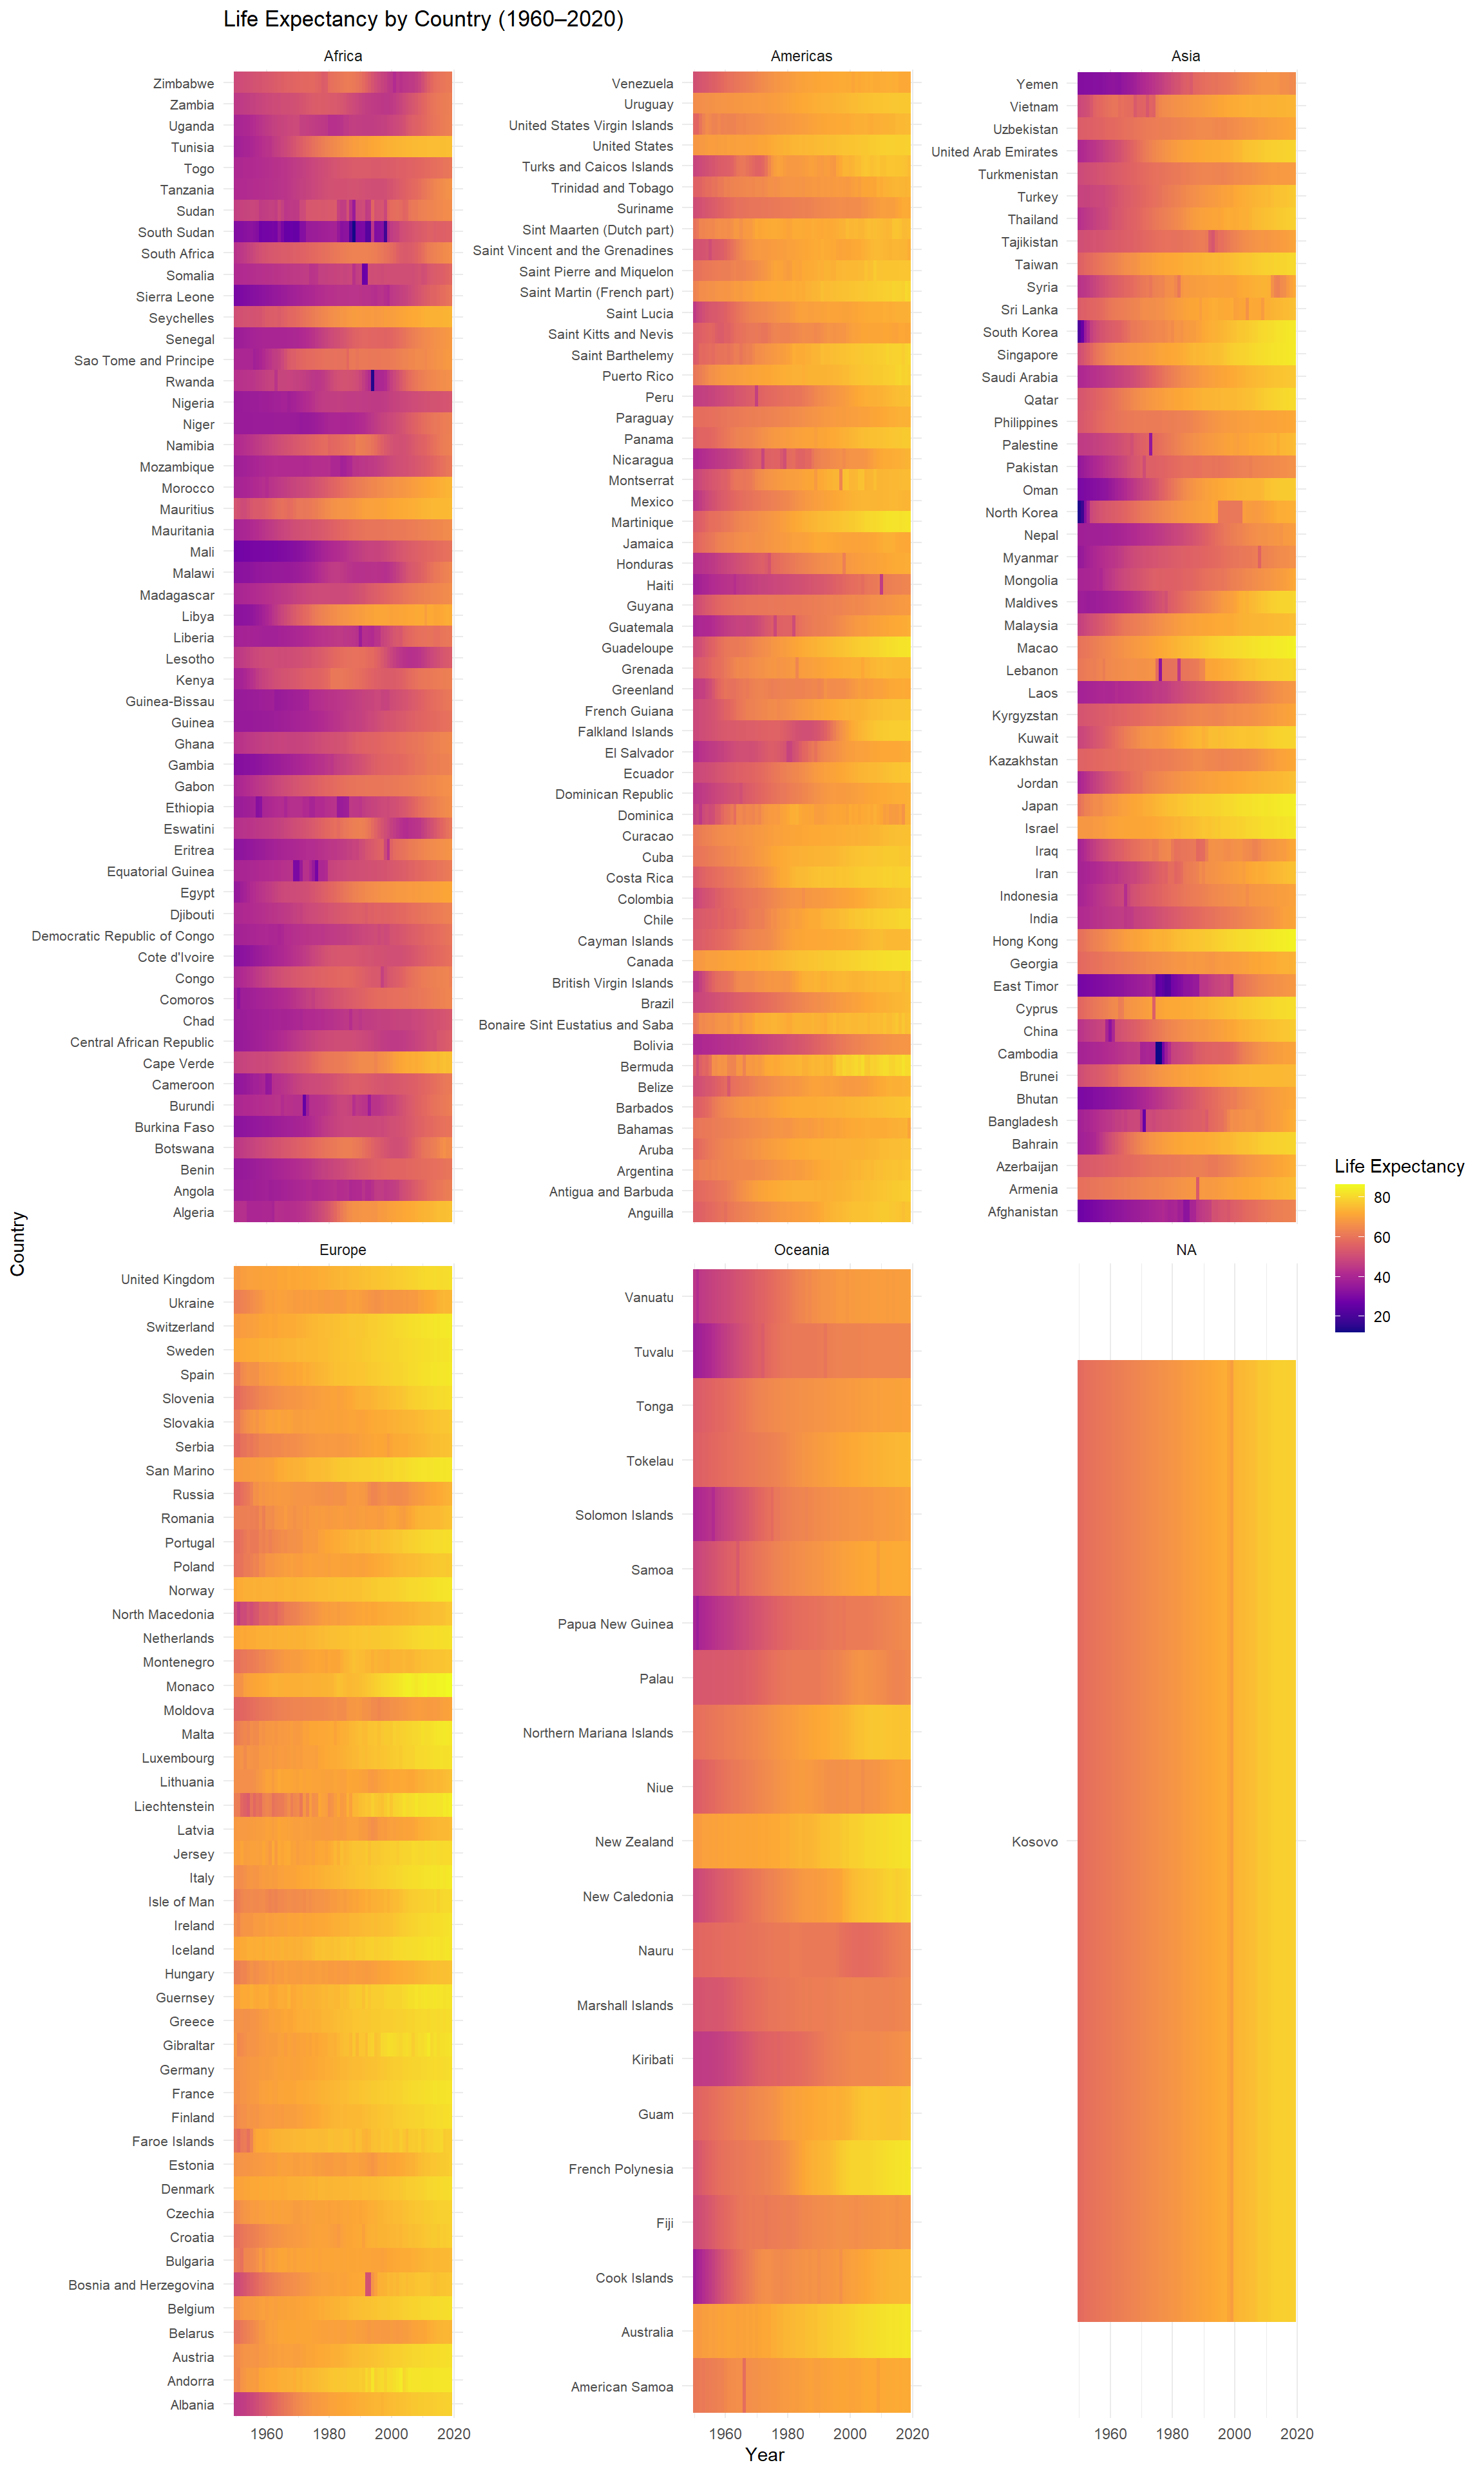 Life Expectancy by Country (1960–2020)
Africa
Zimbabwe
Zambia
Uganda
Tunisia
Togo
Tanzania
Sudan
South Sudan
South Africa
Somalia
Sierra Leone
Seychelles
Senegal
Sao Tome and Principe
Rwanda
Nigeria
Niger
Namibia
Mozambique
Morocco
Mauritius
Mauritania
Mali
Malawi
Madagascar
Libya
Liberia
Lesotho
Kenya
Guinea-Bissau
Guinea
Ghana
Gambia
Gabon
Ethiopia
Eswatini
Eritrea
Equatorial Guinea
Egypt
Djibouti
Democratic Republic of Congo
Cote d'Ivoire
Congo
Comoros
Chad
Central African Republic
Cape Verde
Cameroon
Burundi
Burkina Faso
Botswana
Benin
Angola
Algeria
Americas
Venezuela
Uruguay
United States Virgin Islands
United States
Turks and Caicos Islands
Trinidad and Tobago
Suriname
Sint Maarten (Dutch part)
Saint Vincent and the Grenadines
Saint Pierre and Miquelon
Saint Martin (French part)
Saint Lucia
Saint Kitts and Nevis
Saint Barthelemy
Puerto Rico
Peru
Paraguay
Panama
Nicaragua
Montserrat
Mexico
Martinique
Jamaica
Honduras
Haiti
Guyana
Guatemala
Guadeloupe
Grenada
Greenland
French Guiana
Falkland Islands
El Salvador
Ecuador
Dominican Republic
Dominica
Curacao
Cuba
Costa Rica
Colombia
Chile
Cayman Islands
Canada
British Virgin Islands
Brazil
Bonaire Sint Eustatius and Saba
Bolivia
Bermuda
Belize
Barbados
Bahamas
Aruba
Argentina
Antigua and Barbuda
Anguilla
Asia
Yemen
Vietnam
Uzbekistan
United Arab Emirates
Turkmenistan
Turkey
Thailand
Tajikistan
Taiwan
Syria
Sri Lanka
South Korea
Singapore
Saudi Arabia
Qatar
Philippines
Palestine
Pakistan
Oman
North Korea
Nepal
Myanmar
Mongolia
Maldives
Malaysia
Macao
Lebanon
Laos
Kyrgyzstan
Kuwait
Kazakhstan
Jordan
Japan
Israel
Iraq
Iran
Indonesia
India
Hong Kong
Georgia
East Timor
Cyprus
China
Cambodia
Brunei
Bhutan
Bangladesh
Bahrain
Azerbaijan
Armenia
Afghanistan
Life Expectancy
80
60
40
20
Country
Europe
United Kingdom
Ukraine
Switzerland
Sweden
Spain
Slovenia
Slovakia
Serbia
San Marino
Russia
Romania
Portugal
Poland
Norway
North Macedonia
Netherlands
Montenegro
Monaco
Moldova
Malta
Luxembourg
Lithuania
Liechtenstein
Latvia
Jersey
Italy
Isle of Man
Ireland
Iceland
Hungary
Guernsey
Greece
Gibraltar
Germany
France
Finland
Faroe Islands
Estonia
Denmark
Czechia
Croatia
Bulgaria
Bosnia and Herzegovina
Belgium
Belarus
Austria
Andorra
Albania
1960 1980 2000 2020
Oceania
Vanuatu
Tuvalu
Tonga
Tokelau
Solomon Islands
Samoa
Papua New Guinea
Palau
Northern Mariana Islands
Niue
New Zealand
New Caledonia
Nauru
Marshall Islands
Kiribati
Guam
French Polynesia
Fiji
Cook Islands
Australia
American Samoa
1960 1980 2000 2020
NA
Kosovo
1960 1980 2000 2020
Year